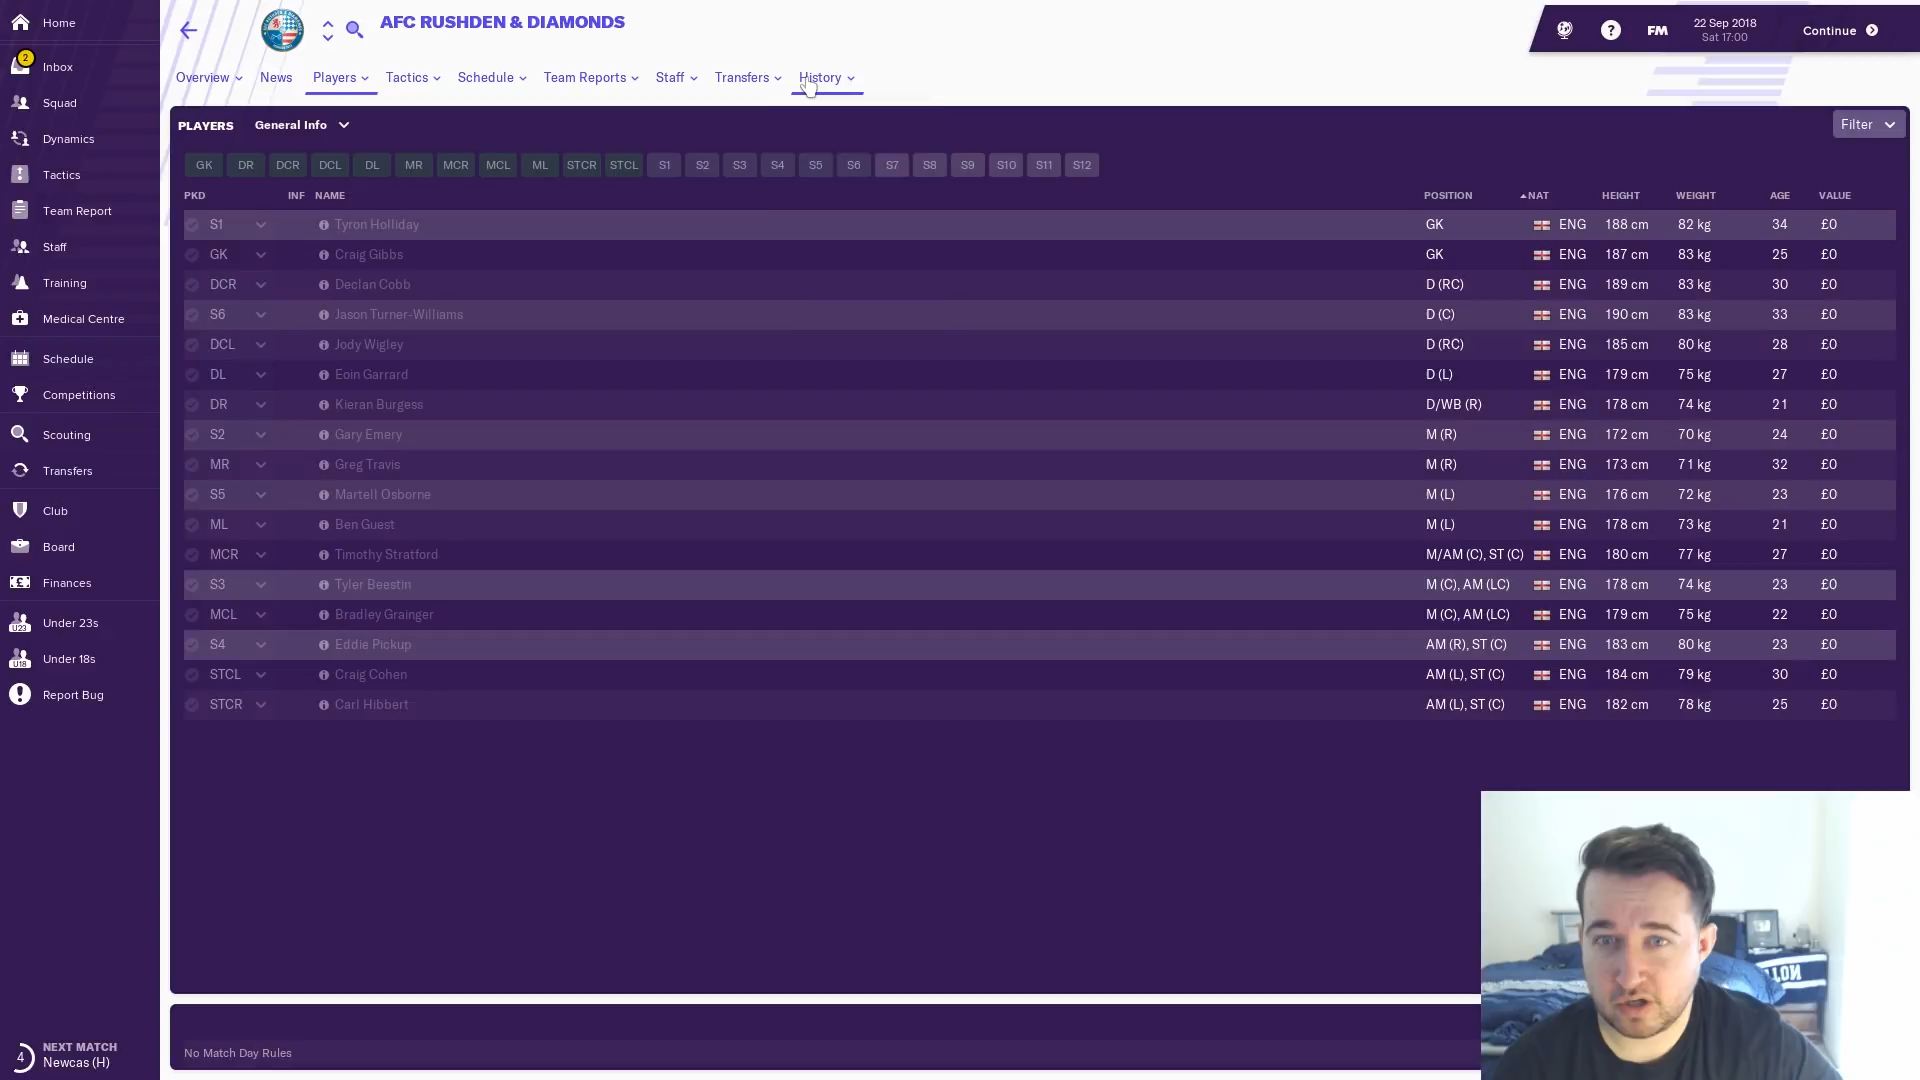 Home
2
Inbox
Squad
Dynamics
Tactics
Team Report
Staff
Training
Medical Centre
Schedule
Competitions
Scouting
Transfers
Club
Board
Finances
U23
Under 23s
U18
Under 18s
Report Bug
4
NEXT MATCH
Newcas (H)
AFC RUSHDEN & DIAMONDS
? FM
22 Sep 2018
Sat 17:00
Continue
Overview News Players Tactics Schedule Team Reports Staff Transfers History
PLAYERS General Info Filter
GK DR DCR DCL DL MR MCR MCL ML STCR STCL S1 S2 S3 S4 S5 S6 S7 S8 S9 S10 S11 S12
PKD INF NAME POSITION NAT HEIGHT WEIGHT AGE VALUE
S1 Tyron Holliday GK ENG 188 cm 82 kg 34 £0
GK Craig Gibbs GK ENG 187 cm 83 kg 25 £0
DCR Declan Cobb D (RC) ENG 189 cm 83 kg 30 £0
S6 Jason Turner-Williams D (C) ENG 190 cm 83 kg 33 £0
DCL Jody Wigley D (RC) ENG 185 cm 80 kg 28 £0
DL Eoin Garrard D (L) ENG 179 cm 75 kg 27 £0
DR Kieran Burgess D/WB (R) ENG 178 cm 74 kg 21 £0
S2 Gary Emery M (R) ENG 172 cm 70 kg 24 £0
MR Greg Travis M (R) ENG 173 cm 71 kg 32 £0
S5 Martell Osborne M (L) ENG 176 cm 72 kg 23 £0
ML Ben Guest M (L) ENG 178 cm 73 kg 21 £0
MCR Timothy Stratford M/AM (C), ST (C) ENG 180 cm 77 kg 27 £0
S3 Tyler Beestin M (C), AM (LC) ENG 178 cm 74 kg 23 £0
MCL Bradley Grainger M (C), AM (LC) ENG 179 cm 75 kg 22 £0
S4 Eddie Pickup AM (R), ST (C) ENG 183 cm 80 kg 23 £0
STCL Craig Cohen AM (L), ST (C) ENG 184 cm 79 kg 30 £0
STCR Carl Hibbert AM (L), ST (C) ENG 182 cm 78 kg 25 £0
No Match Day Rules